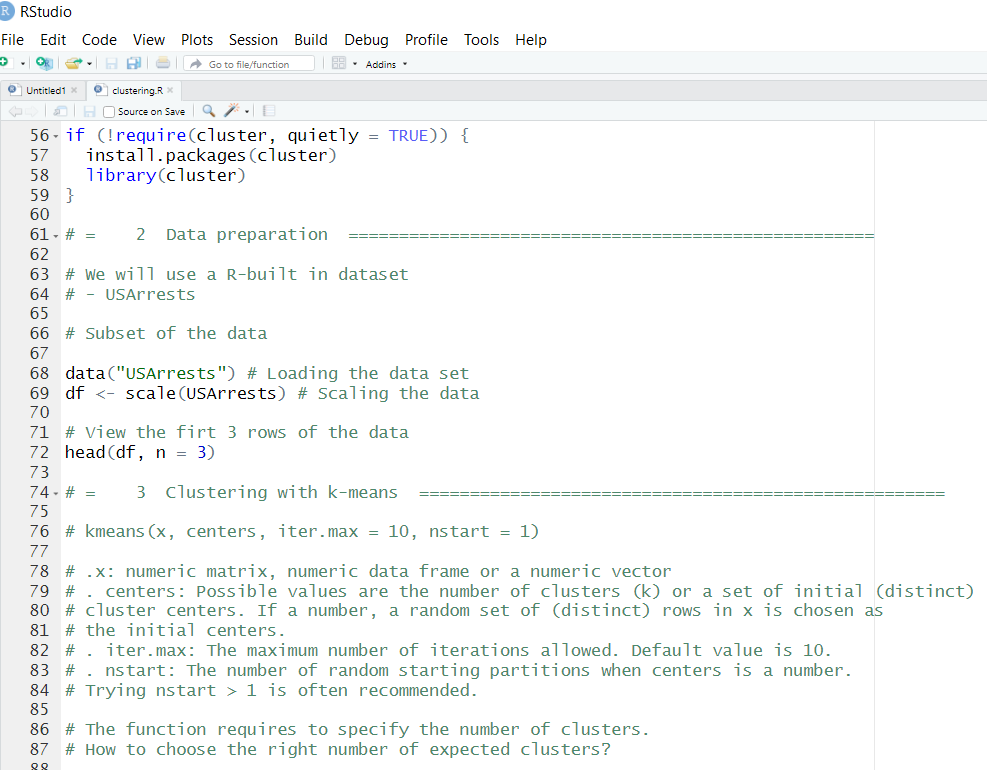 RStudio
File Edit Code View Plots Session Build Debug Profile Tools Help
Go to file/function Addins
Untitled1 × clustering.R ×
Source on Save
56 if (!require(cluster, quietly = TRUE)) {
57 install.packages(cluster)
58 library(cluster)
59 }
60
61 # = 2 Data preparation ====================================================
62
63 # We will use a R-built in dataset
64 # - USArrests
65
66 # Subset of the data
67
68 data("USArrests") # Loading the data set
69 df <- scale(USArrests) # Scaling the data
70
71 # View the firt 3 rows of the data
72 head(df, n = 3)
73
74 # = 3 Clustering with k-means ====================================================
75
76 # kmeans(x, centers, iter.max = 10, nstart = 1)
77
78 # .x: numeric matrix, numeric data frame or a numeric vector
79 # . centers: Possible values are the number of clusters (k) or a set of initial (distinct)
80 # cluster centers. If a number, a random set of (distinct) rows in x is chosen as
81 # the initial centers.
82 # . iter.max: The maximum number of iterations allowed. Default value is 10.
83 # . nstart: The number of random starting partitions when centers is a number.
84 # Trying nstart > 1 is often recommended.
85
86 # The function requires to specify the number of clusters.
87 # How to choose the right number of expected clusters?
88